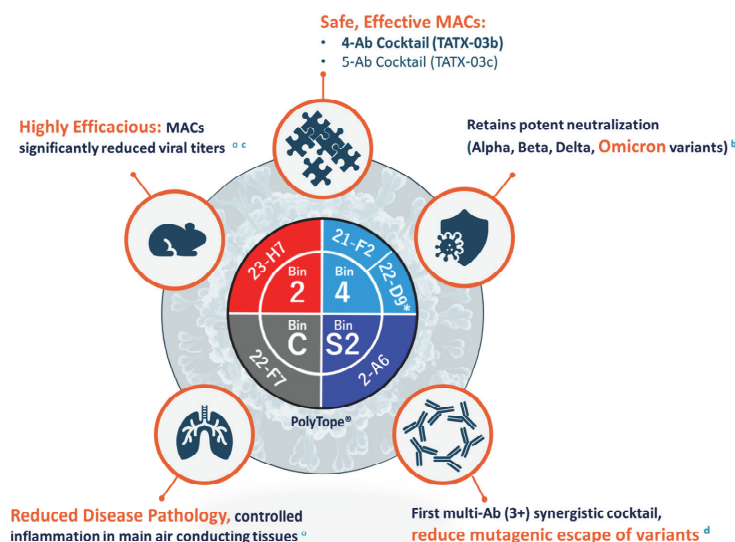 Safe, Effective MACs:
• 4-Ab Cocktail (TATX-03b)
• 5-Ab Cocktail (TATX-03c)
Highly Efficacious: MACs
significantly reduced viral titers a c
Retains potent neutralization
(Alpha, Beta, Delta, Omicron variants) b
23-H7
21-F2
22-D9*
Bin
2
Bin
4
Bin
C
Bin
S2
22-F7
2-A6
PolyTope®
Reduced Disease Pathology, controlled
inflammation in main air conducting tissues a
First multi-Ab (3+) synergistic cocktail,
reduce mutagenic escape of variants d